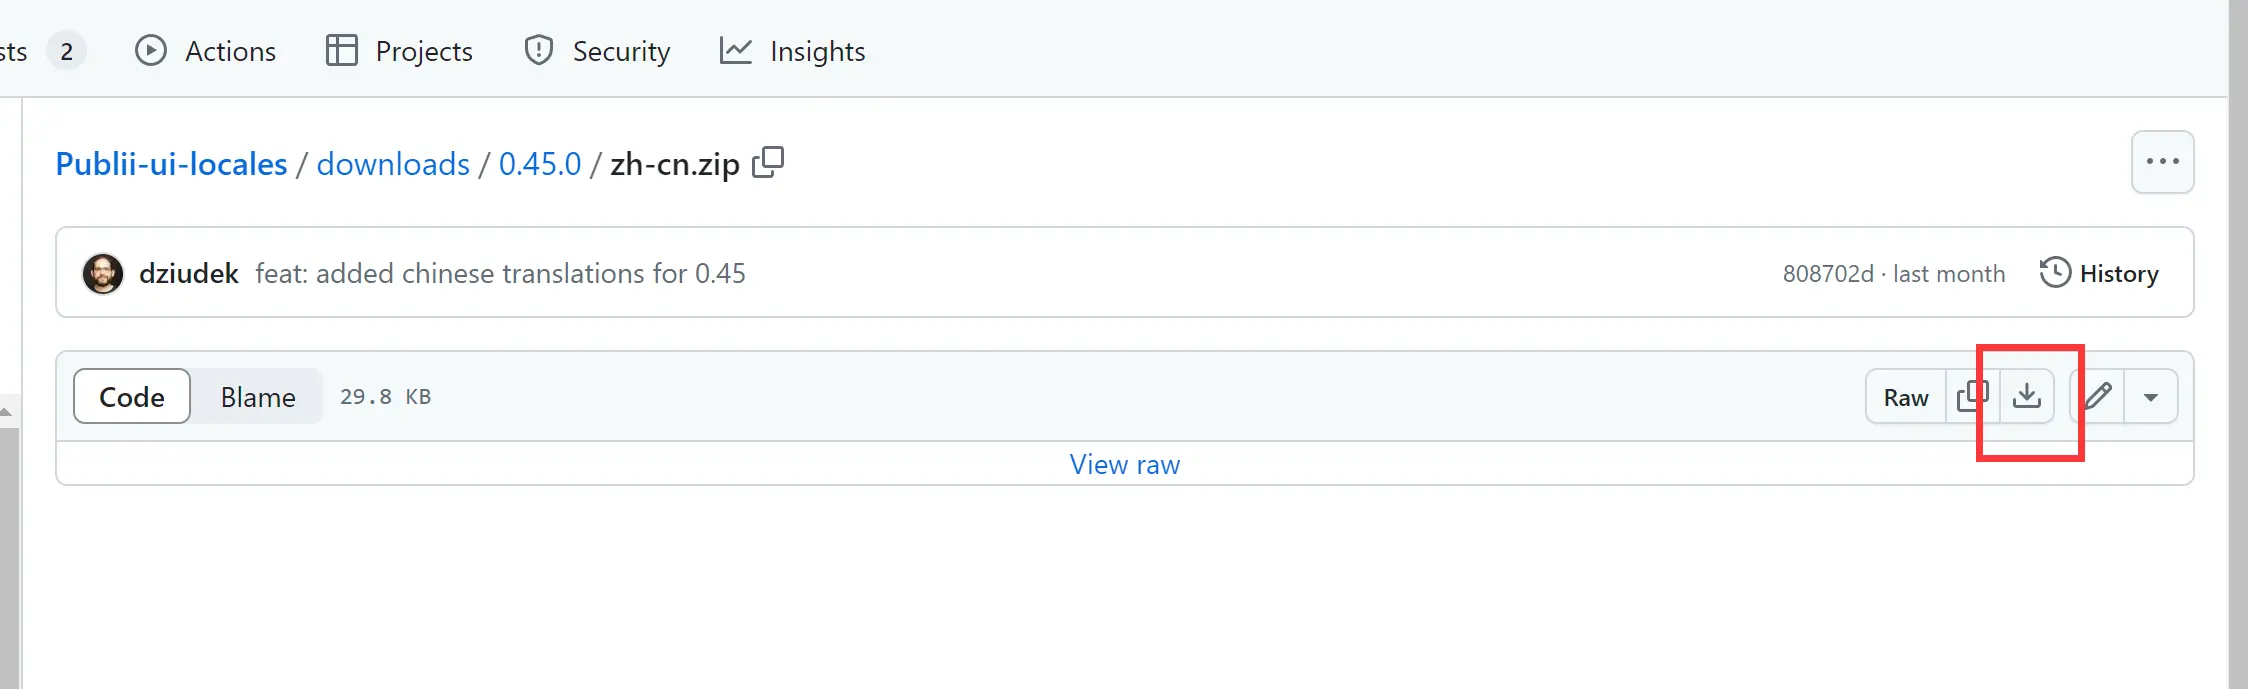 sts 2 Actions Projects Security Insights
Publii-ui-locales / downloads / 0.45.0 / zh-cn.zip
dziudek feat: added chinese translations for 0.45 808702d · last month History
Code Blame 29.8 KB Raw
View raw